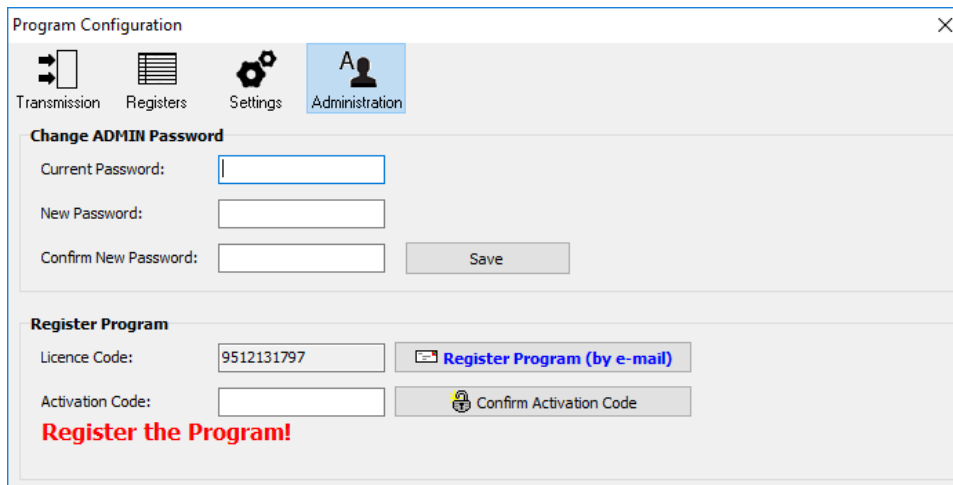 Program Configuration
Transmission Registers Settings Administration
Change ADMIN Password
Current Password:
New Password:
Confirm New Password: Save
Register Program
Licence Code: 9512131797 Register Program (by e-mail)
Activation Code: Confirm Activation Code
Register the Program!